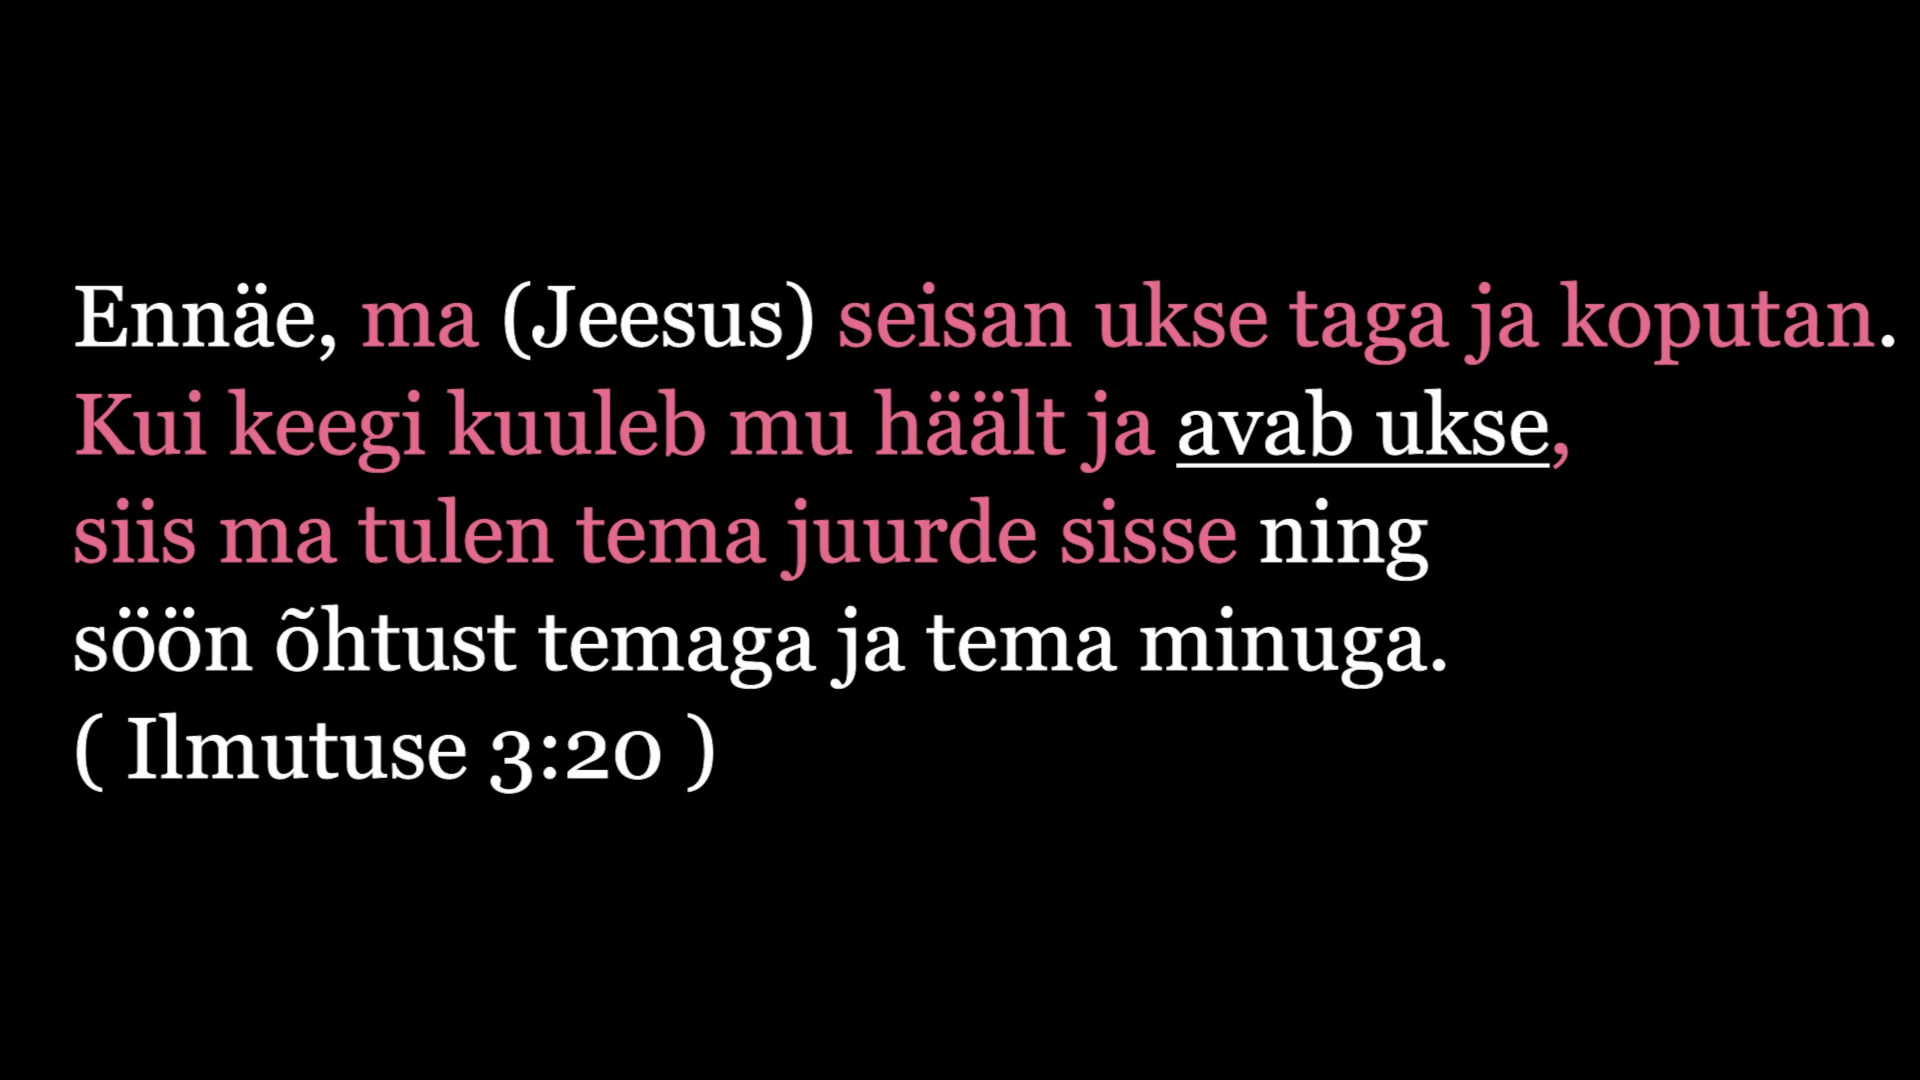 Ennäe, ma (Jeesus) seisan ukse taga ja koputan.
Kui keegi kuuleb mu häält ja avab ukse,
siis ma tulen tema juurde sisse ning
söön õhtust temaga ja tema minuga.
( Ilmutuse 3:20 )